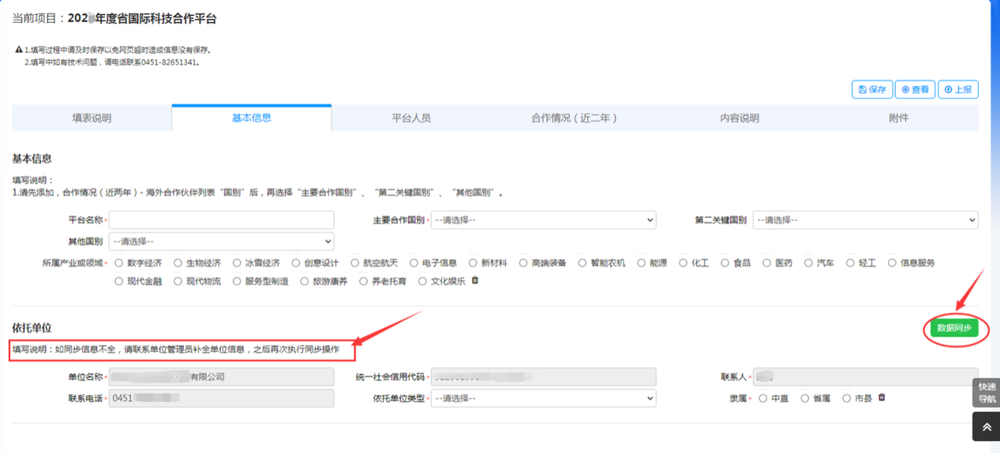 当前项目：202 年度省国际科技合作平台
1.填写过程中请及时保存以免网页超时造成信息没有保存。
2.填写中如有技术问题，请电话联系0451-82651341。
保存 查看 上报
填表说明 基本信息 平台人员 合作情况（近二年） 内容说明 附件
基本信息
填写说明：
1.请先添加，合作情况（近两年）- 海外合作伙伴列表“国别”后，再选择“主要合作国别”、“第二关键国别”、“其他国别”。
平台名称* 主要合作国别* --请选择-- 第二关键国别 --请选择--
其他国别 --请选择--
所属产业或领域* 数字经济 生物经济 冰雪经济 创意设计 航空航天 电子信息 新材料 高端装备 智能农机 能源 化工 食品 医药 汽车 轻工 信息服务
现代金融 现代物流 服务型制造 旅游康养 养老托育 文化娱乐
依托单位 数据同步
填写说明：如同步信息不全，请联系单位管理员补全单位信息，之后再次执行同步操作
单位名称* 有限公司 统一社会信用代码* 联系人*
联系电话* 0451 依托单位类型* --请选择-- 隶属* 中直 省属 市县
快速
导航